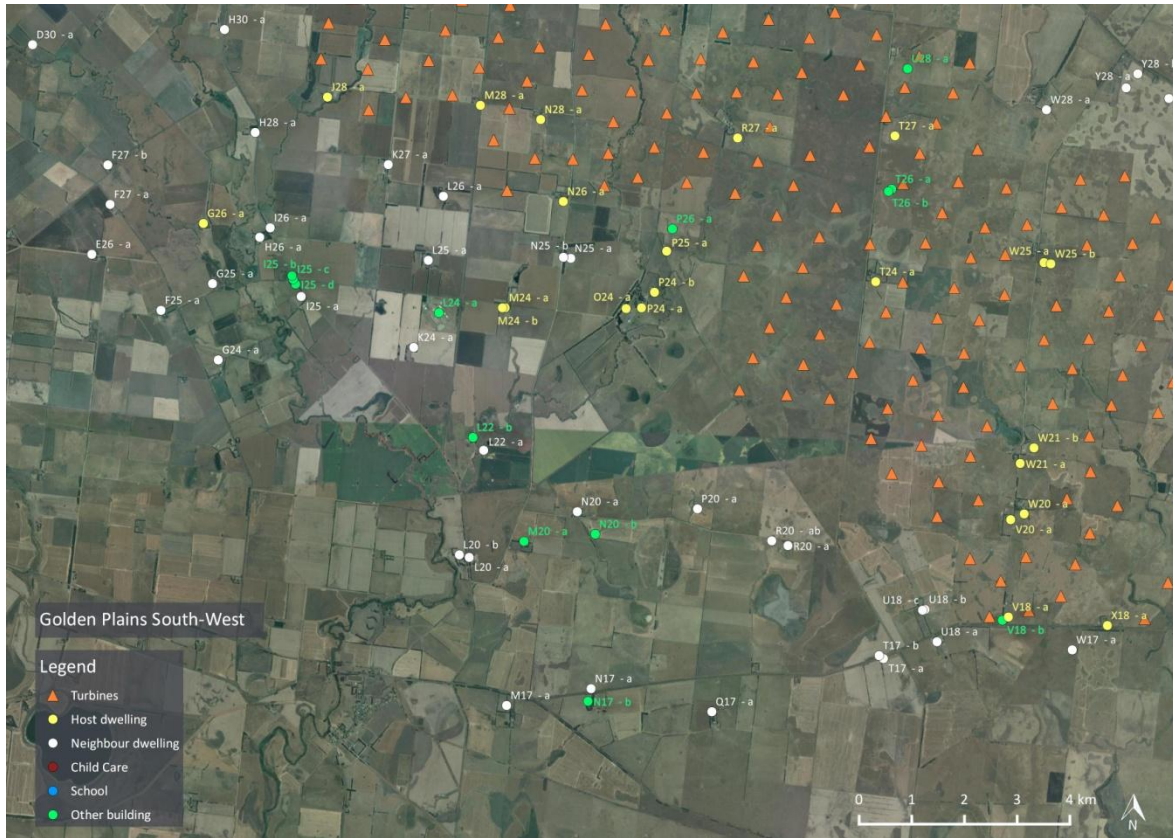 H30 - a
D30 - a
U28 - a
Y28 - a
J28 - a
M28 - a
N28 - a
W28 - a
H28 - a
R27 - a
T27 - a
F27 - b
K27 - a
T26 - a
L26 - a
N26 - a
T26 - b
F27 - a
G26 - a
I26 - a
P26 - a
H26 - a
E26 - a
L25 - a
N25 - b
N25 - a
P25 - a
W25 - a
W25 - b
I25 - b
I25 - c
G25 - a
I25 - d
T24 - a
P24 - b
I25 - a
F25 - a
L24 - a
M24 - a
O24 - a
P24 - a
M24 - b
K24 - a
G24 - a
L22 - b
L22 - a
W21 - b
W21 - a
N20 - a
P20 - a
W20 - a
V20 - a
N20 - b
M20 - a
R20 - ab
R20 - a
L20 - b
L20 - a
U18 - c
U18 - b
V18 - a
X18 - a
V18 - b
U18 - a
W17 - a
T17 - b
T17 - a
N17 - a
M17 - a
N17 - b
Q17 - a
Golden Plains South-West
Legend
Turbines
Host dwelling
Neighbour dwelling
Child Care
School
Other building
0 1 2 3 4 km
N